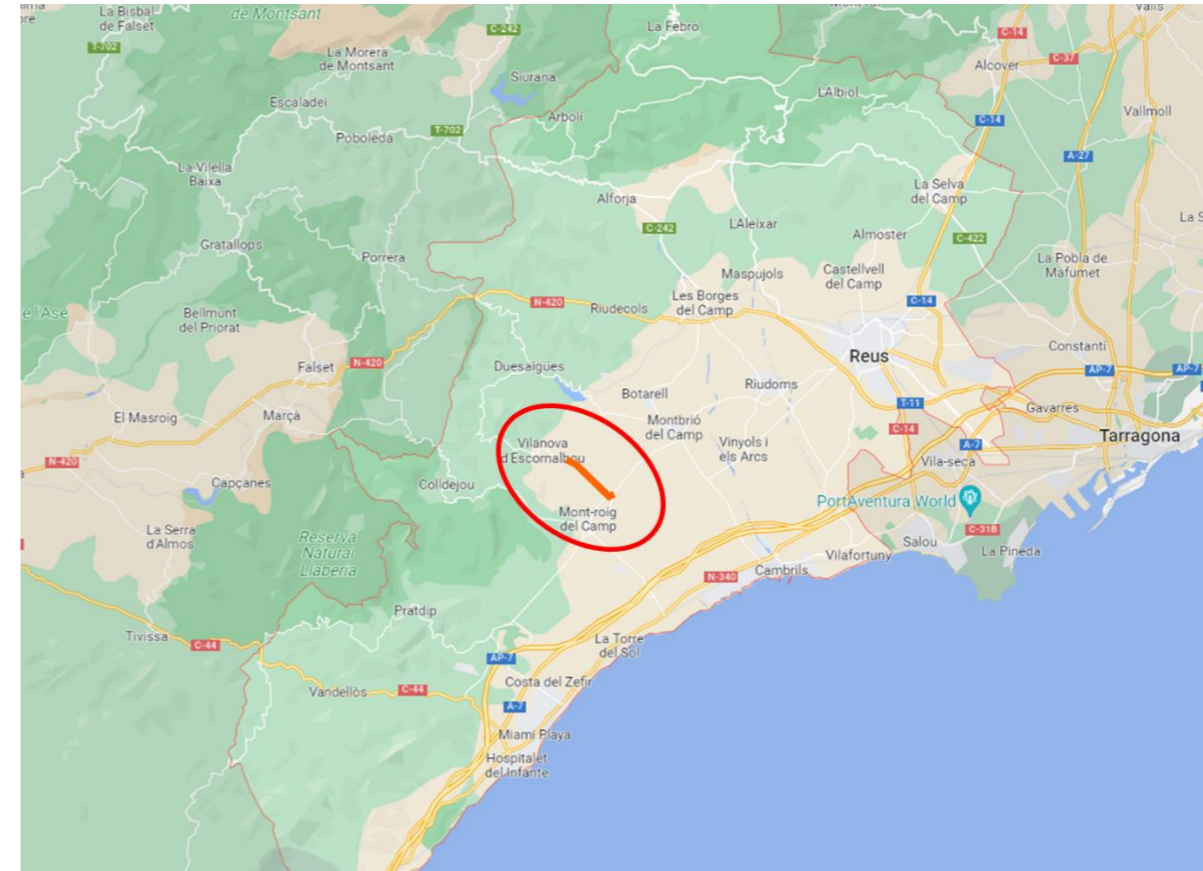 La Bisbal
de Falset
de Montsant
C-242
La Febró
C-14
Valls
T-702
La Morera
de Montsant
Alcover
C-37
Siurana
L'Albiol
Escaladei
Arbolí
Vallmoll
C-14
Poboleda
T-702
A-27
La Vilella
Baixa
La Selva
del Camp
Alforja
C-242
L'Aleixar
Almoster
C-422
Gratallops
Porrera
La Pobla de
Mafumet
Maspujols
Castellvell
del Camp
Les Borges
del Camp
N-420
Riudecols
C-14
Bellmunt
del Priorat
Constantí
Reus
Falset
N-420
Duesaigües
AP-7
AP-7
Botarell
Riudoms
T-11
Gavarres
El Masroig
Marçà
Montbrió
del Camp
C-14
Tarragona
Vilanova
d'Escornalbou
Vinyols i
els Arcs
A-7
Vila-seca
N-420
Capçanes
Colldejou
PortAventura World
Mont-roig
del Camp
La Serra
d'Almos
C-31B
Reserva
Natural
Llaberia
Salou
La Pineda
Vilafortuny
Cambrils
N-340
Pratdip
Tivissa
C-44
La Torre
del Sol
AP-7
Costa del Zefir
Vandellòs
C-44
A-7
Miami Playa
Hospitalet
del Infante